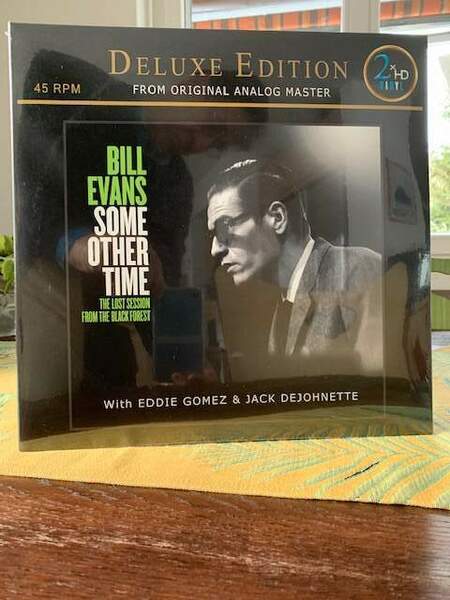 DELUXE EDITION
45 RPM
FROM ORIGINAL ANALOG MASTER
2xHD
VINYL
BILL
EVANS
SOME
OTHER
TIME
THE LOST SESSION
FROM THE BLACK FOREST
With EDDIE GOMEZ & JACK DEJOHNETTE